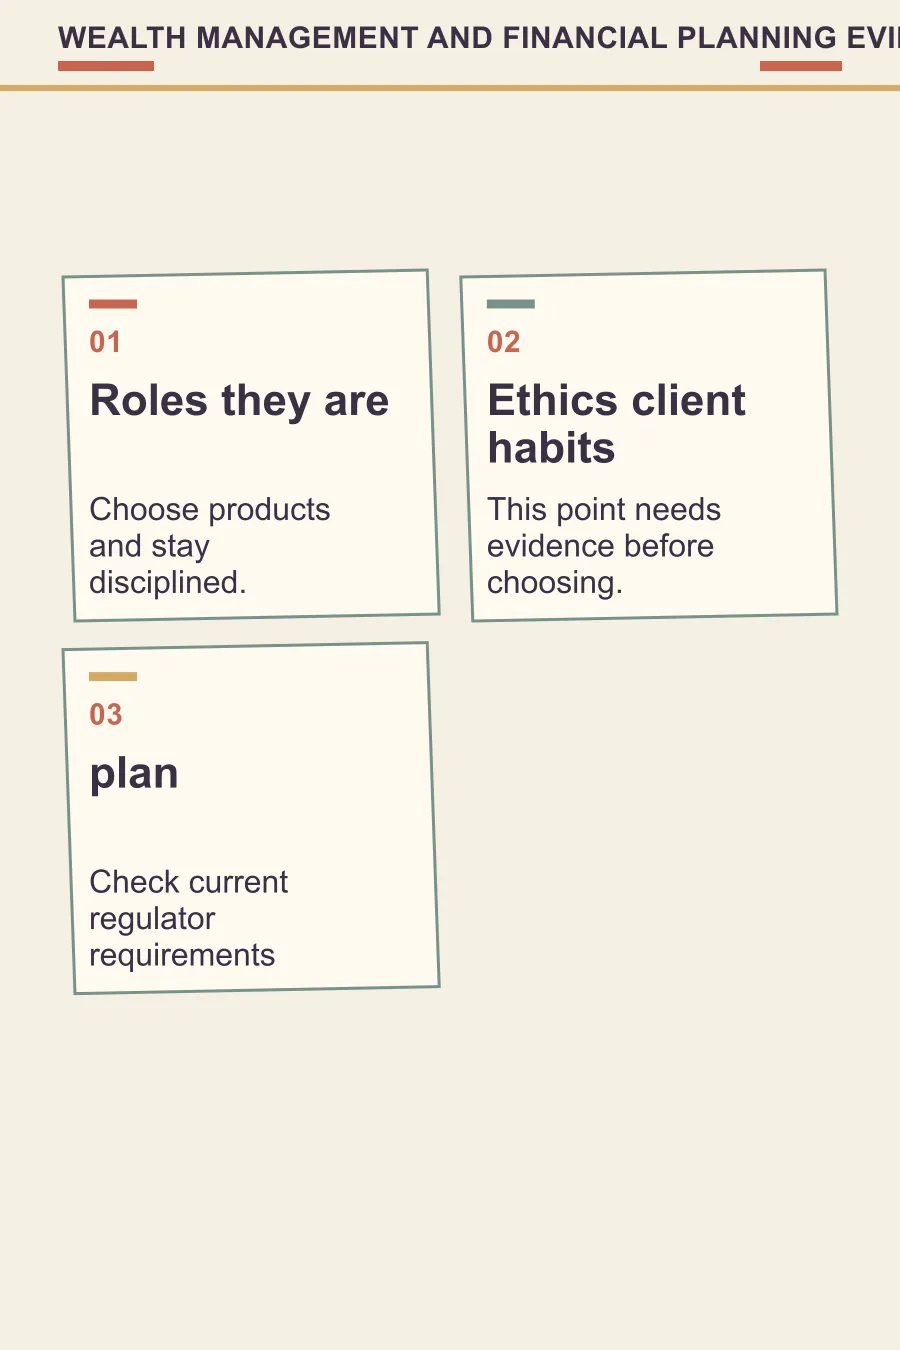 WEALTH MANAGEMENT AND FINANCIAL PLANNING
01
Roles they are
Choose products
and stay
disciplined.
02
Ethics client
habits
This point needs
evidence before
choosing.
03
plan
Check current
regulator
requirements